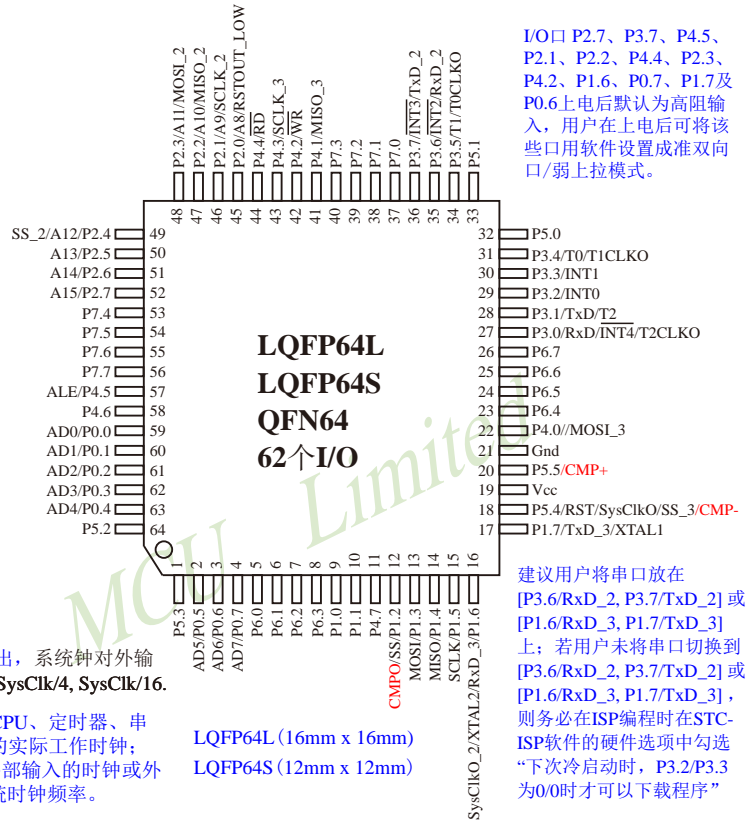 I/O口 P2.7、P3.7、P4.5、
P2.1、P2.2、P4.4、P2.3、
P4.2、P1.6、P0.7、P1.7及
P0.6上电后默认为高阻输
入，用户在上电后可将该
些口用软件设置成准双向
口/弱上拉模式。
P2.3/A11/MOSI_2
P2.2/A10/MISO_2
P2.1/A9/SCLK_2
P2.0/A8/RSTOUT_LOW
P4.4/RD
P4.3/SCLK_3
P4.2/WR
P4.1/MISO_3
P7.3
P7.2
P7.1
P7.0
P3.7/INT3/TxD_2
P3.6/INT2/RxD_2
P3.5/T1/T0CLKO
P5.1
48 47 46 45 44 43 42 41 40 39 38 37 36 35 34 33
SS_2/A12/P2.4 49
A13/P2.5 50
A14/P2.6 51
A15/P2.7 52
P7.4 53
P7.5 54
P7.6 55
P7.7 56
ALE/P4.5 57
P4.6 58
AD0/P0.0 59
AD1/P0.1 60
AD2/P0.2 61
AD3/P0.3 62
AD4/P0.4 63
P5.2 64
LQFP64L
LQFP64S
QFN64
62个I/O
32 P5.0
31 P3.4/T0/T1CLKO
30 P3.3/INT1
29 P3.2/INT0
28 P3.1/TxD/T2
27 P3.0/RxD/INT4/T2CLKO
26 P6.7
25 P6.6
24 P6.5
23 P6.4
22 P4.0//MOSI_3
21 Gnd
20 P5.5/CMP+
19 Vcc
18 P5.4/RST/SysClkO/SS_3/CMP-
17 P1.7/TxD_3/XTAL1
MCU Limited
1 2 3 4 5 6 7 8 9 10 11 12 13 14 15 16
P5.3
AD5/P0.5
AD6/P0.6
AD7/P0.7
P6.0
P6.1
P6.2
P6.3
P1.0
P1.1
P4.7
CMPO/SS/P1.2
MOSI/P1.3
MISO/P1.4
SCLK/P1.5
SysClkO_2/XTAL2/RxD_3/P1.6
出，系统钟对外输
SysClk/4, SysClk/16.
CPU、定时器、串
的实际工作时钟；
部输入的时钟或外
统时钟频率。
LQFP64L（16mm x 16mm）
LQFP64S（12mm x 12mm）
建议用户将串口放在
[P3.6/RxD_2, P3.7/TxD_2] 或
[P1.6/RxD_3, P1.7/TxD_3]
上；若用户未将串口切换到
[P3.6/RxD_2, P3.7/TxD_2] 或
[P1.6/RxD_3, P1.7/TxD_3]，
则务必在ISP编程时在STC-
ISP软件的硬件选项中勾选
“下次冷启动时，P3.2/P3.3
为0/0时才可以下载程序”